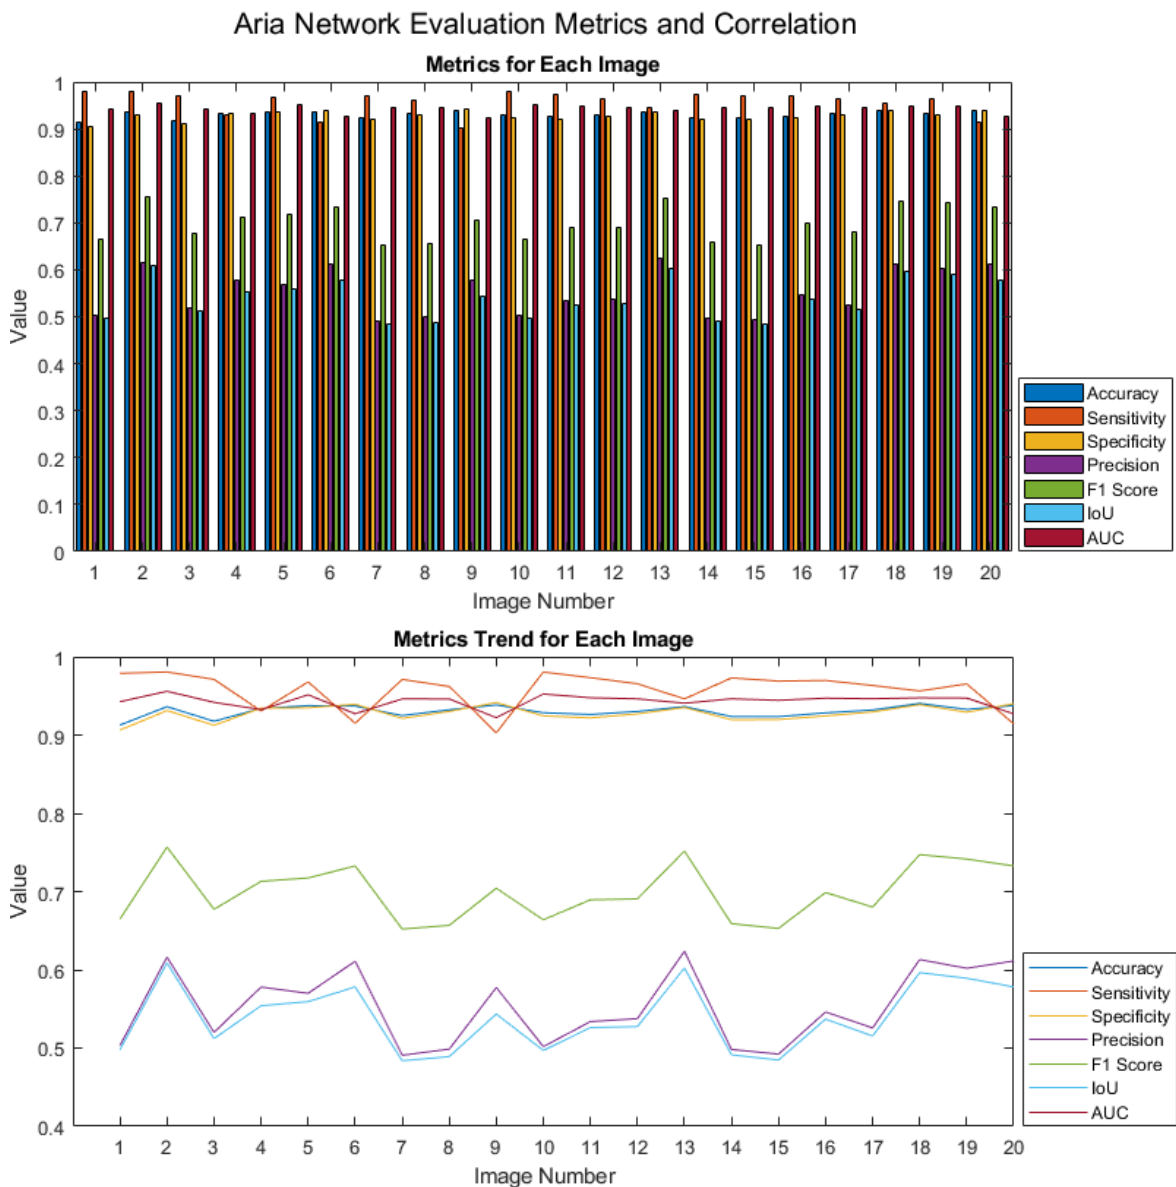 Aria Network Evaluation Metrics and Correlation
Metrics for Each Image
1
0.9
0.8
0.7
0.6
0.5
0.4
0.3
0.2
0.1
0
Value
1 2 3 4 5 6 7 8 9 10 11 12 13 14 15 16 17 18 19 20
Image Number
Accuracy
Sensitivity
Specificity
Precision
F1 Score
IoU
AUC
Metrics Trend for Each Image
1
0.9
0.8
0.7
0.6
0.5
0.4
Value
1 2 3 4 5 6 7 8 9 10 11 12 13 14 15 16 17 18 19 20
Image Number
Accuracy
Sensitivity
Specificity
Precision
F1 Score
IoU
AUC